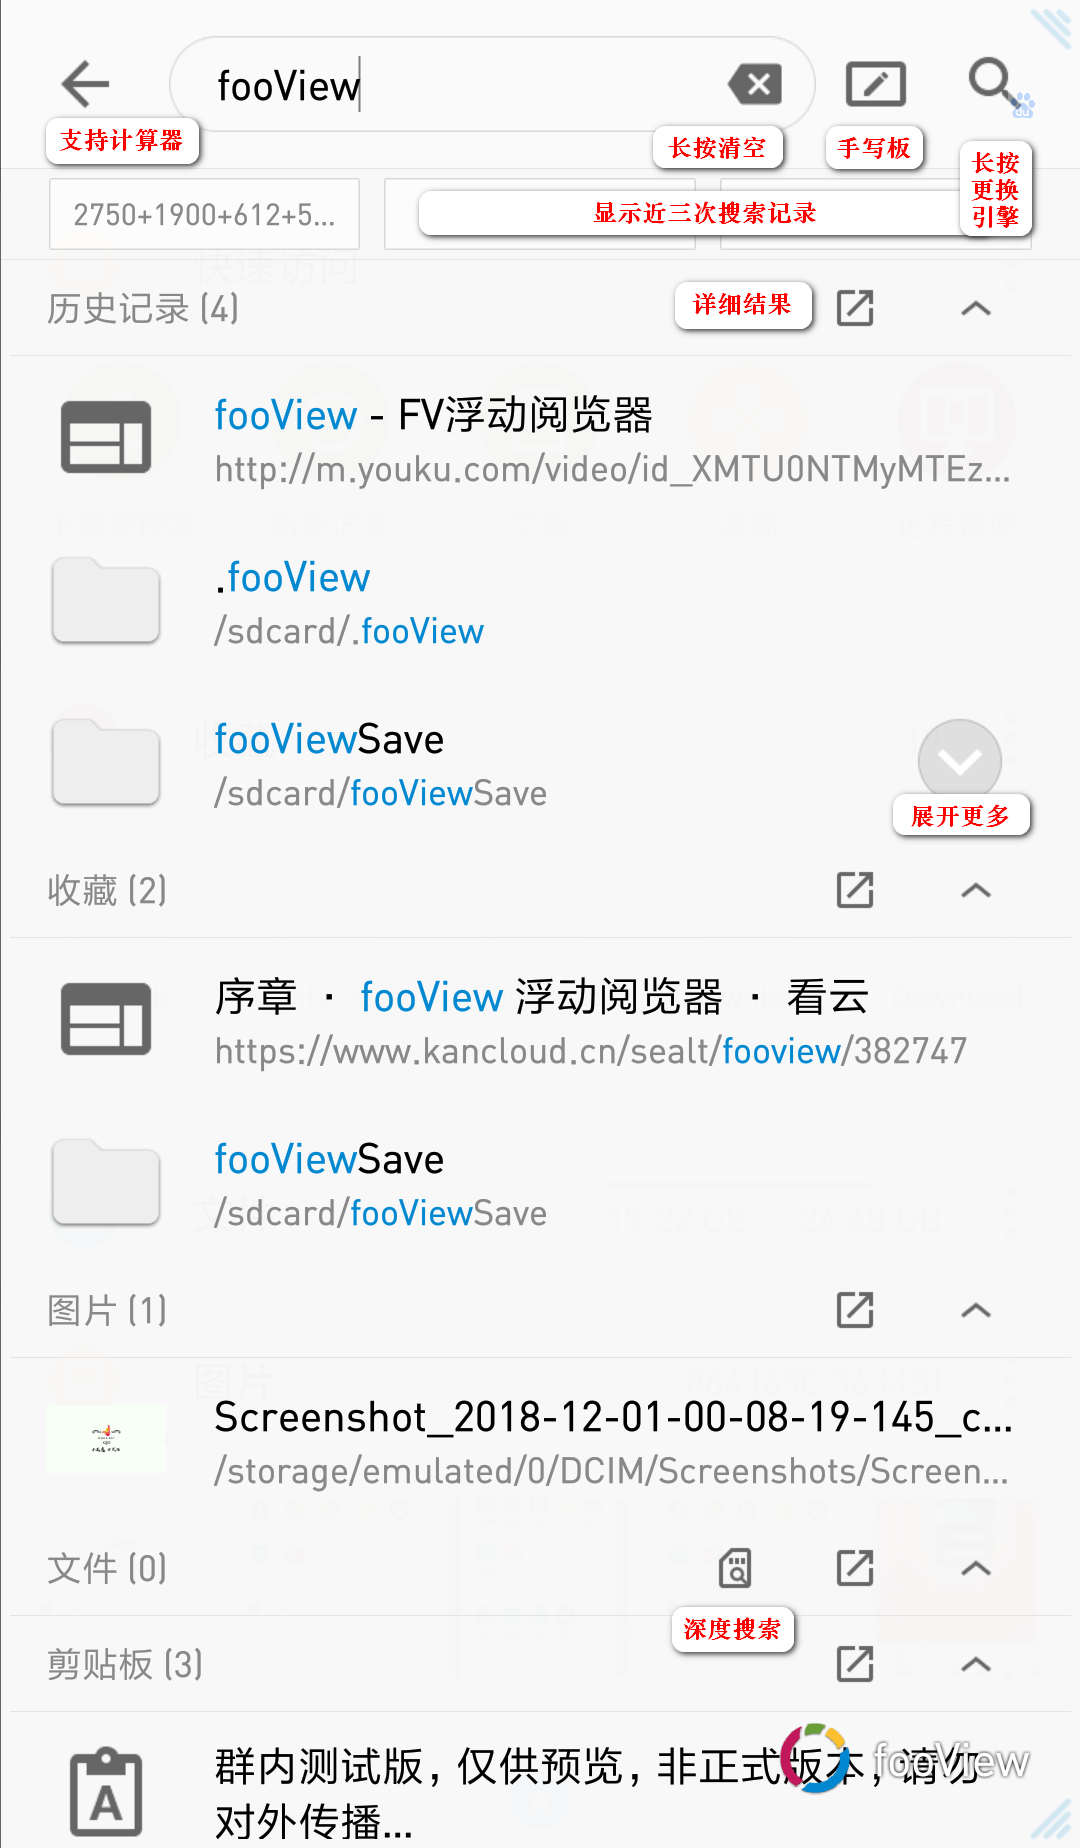 fooView
支持计算器
长按清空
手写板
长按
更换
引擎
2750+1900+612+5...
显示近三次搜索记录
历史记录 (4)
详细结果
fooView - FV浮动阅览器
http://m.youku.com/video/id_XMTU0NTMyMTEz...
.fooView
/sdcard/.fooView
fooViewSave
/sdcard/fooViewSave
展开更多
收藏 (2)
序章 · fooView 浮动阅览器 · 看云
https://www.kancloud.cn/sealt/fooview/382747
fooViewSave
/sdcard/fooViewSave
图片 (1)
Screenshot_2018-12-01-00-08-19-145_c...
/storage/emulated/0/DCIM/Screenshots/Screen...
文件 (0)
深度搜索
剪贴板 (3)
群内测试版，仅供预览，非正式版本，请勿
对外传播...
fooView